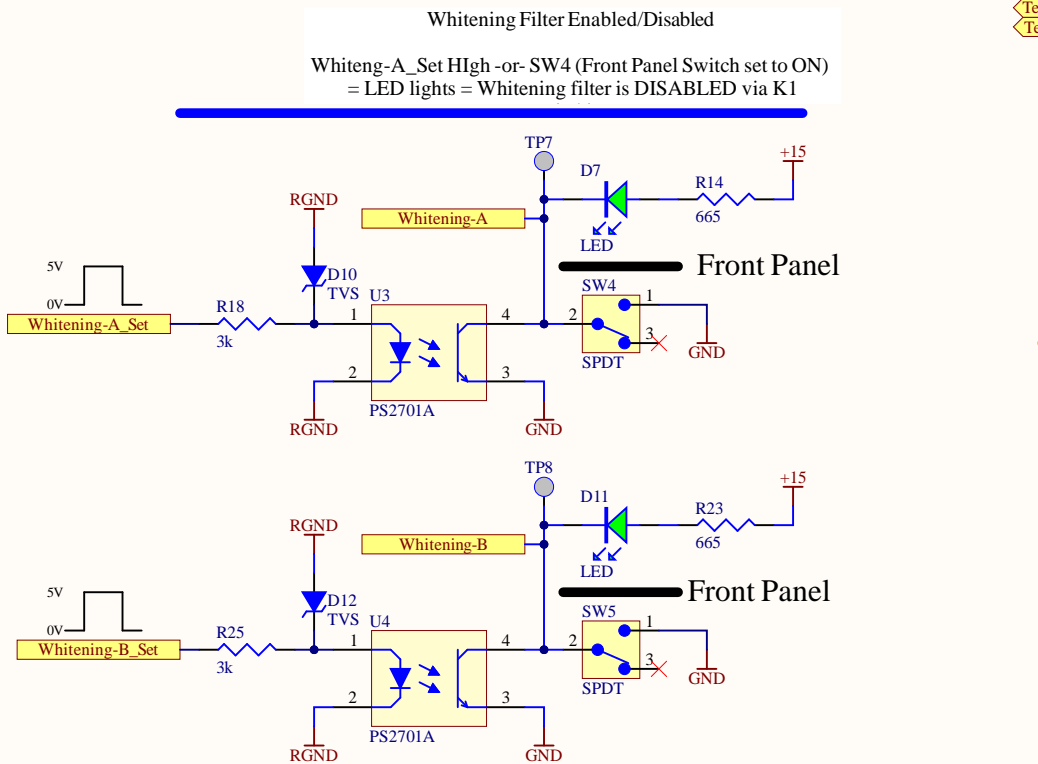 Whitening Filter Enabled/Disabled
Te
Te
Whiteng-A_Set HIgh -or- SW4 (Front Panel Switch set to ON)
= LED lights = Whitening filter is DISABLED via K1
TP7
D7
+15
R14
665
RGND
Whitening-A
LED
Front Panel
5V
0V
D10
TVS
SW4
U3
R18
3k
Whitening-A_Set
1
4
2
1
3
2
3
SPDT
GND
PS2701A
RGND
GND
TP8
D11
+15
R23
665
RGND
Whitening-B
LED
Front Panel
5V
0V
D12
TVS
SW5
U4
R25
3k
Whitening-B_Set
1
4
2
1
3
2
3
SPDT
GND
PS2701A
RGND
GND